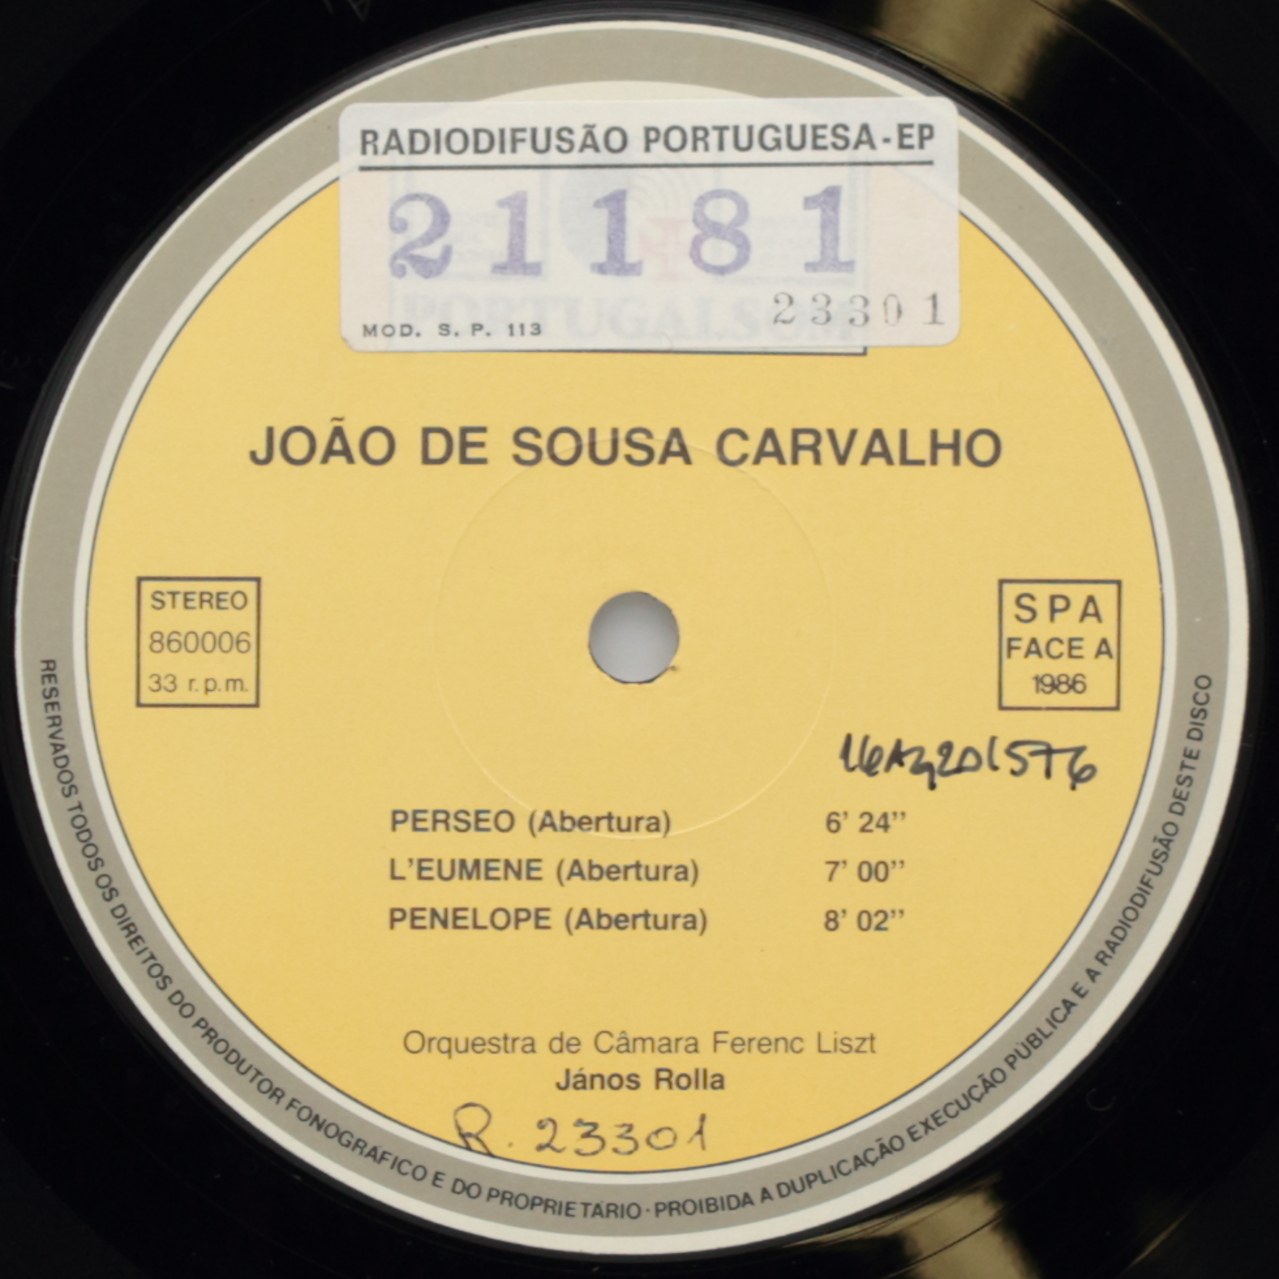 RADIODIFUSÃO PORTUGUESA-EP
21181
PORTUGALSOM
23301
MOD. S. P. 113
JOÃO DE SOUSA CARVALHO
STEREO
860006
33 r.p.m.
SPA
FACE A
1986
PERSEO (Abertura) 6' 24''
L'EUMENE (Abertura) 7' 00''
PENELOPE (Abertura) 8' 02''
Orquestra de Câmara Ferenc Liszt
János Rolla
R. 23301
RESERVADOS TODOS OS DIREITOS DO PRODUTOR FONOGRÁFICO E DO PROPRIETÁRIO · PROIBIDA A DUPLICAÇÃO EXECUÇÃO PÚBLICA E A RADIODIFUSÃO DESTE DISCO